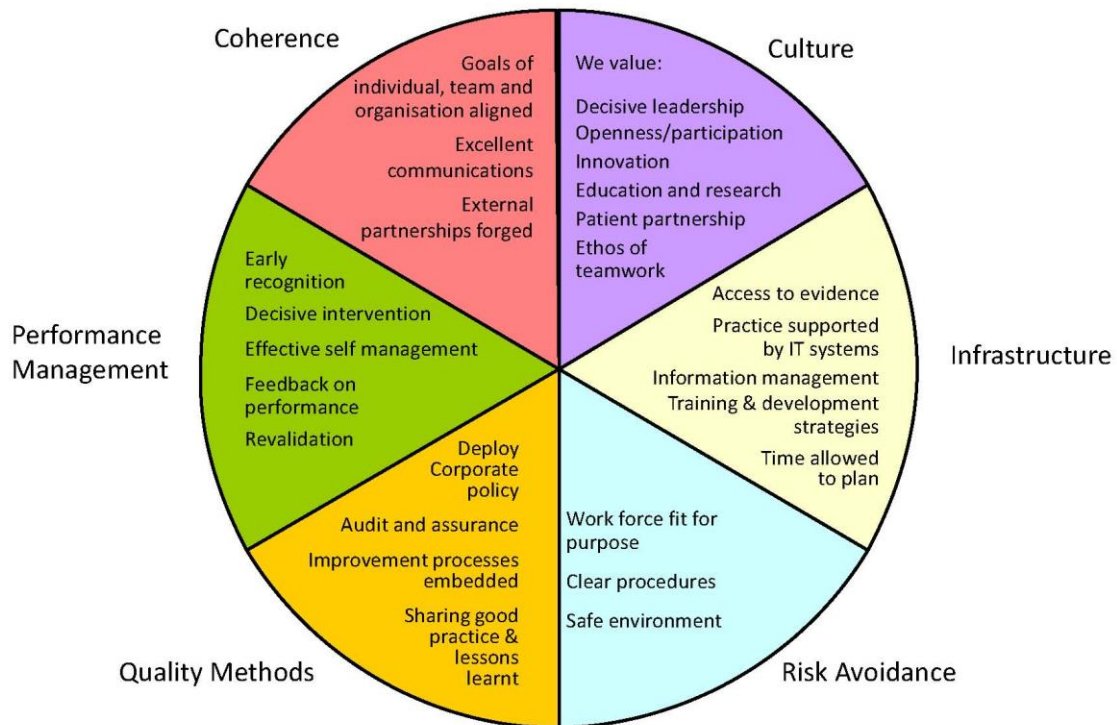 Coherence
Goals of
individual, team and
organisation aligned
Excellent
communications
External
partnerships forged
Culture
We value:
Decisive leadership
Openness/participation
Innovation
Education and research
Patient partnership
Ethos of
teamwork
Infrastructure
Access to evidence
Practice supported
by IT systems
Information management
Training & development
strategies
Time allowed
to plan
Risk Avoidance
Work force fit for
purpose
Clear procedures
Safe environment
Quality Methods
Deploy
Corporate
policy
Audit and assurance
Improvement processes
embedded
Sharing good
practice &
lessons
learnt
Performance
Management
Early
recognition
Decisive intervention
Effective self management
Feedback on
performance
Revalidation